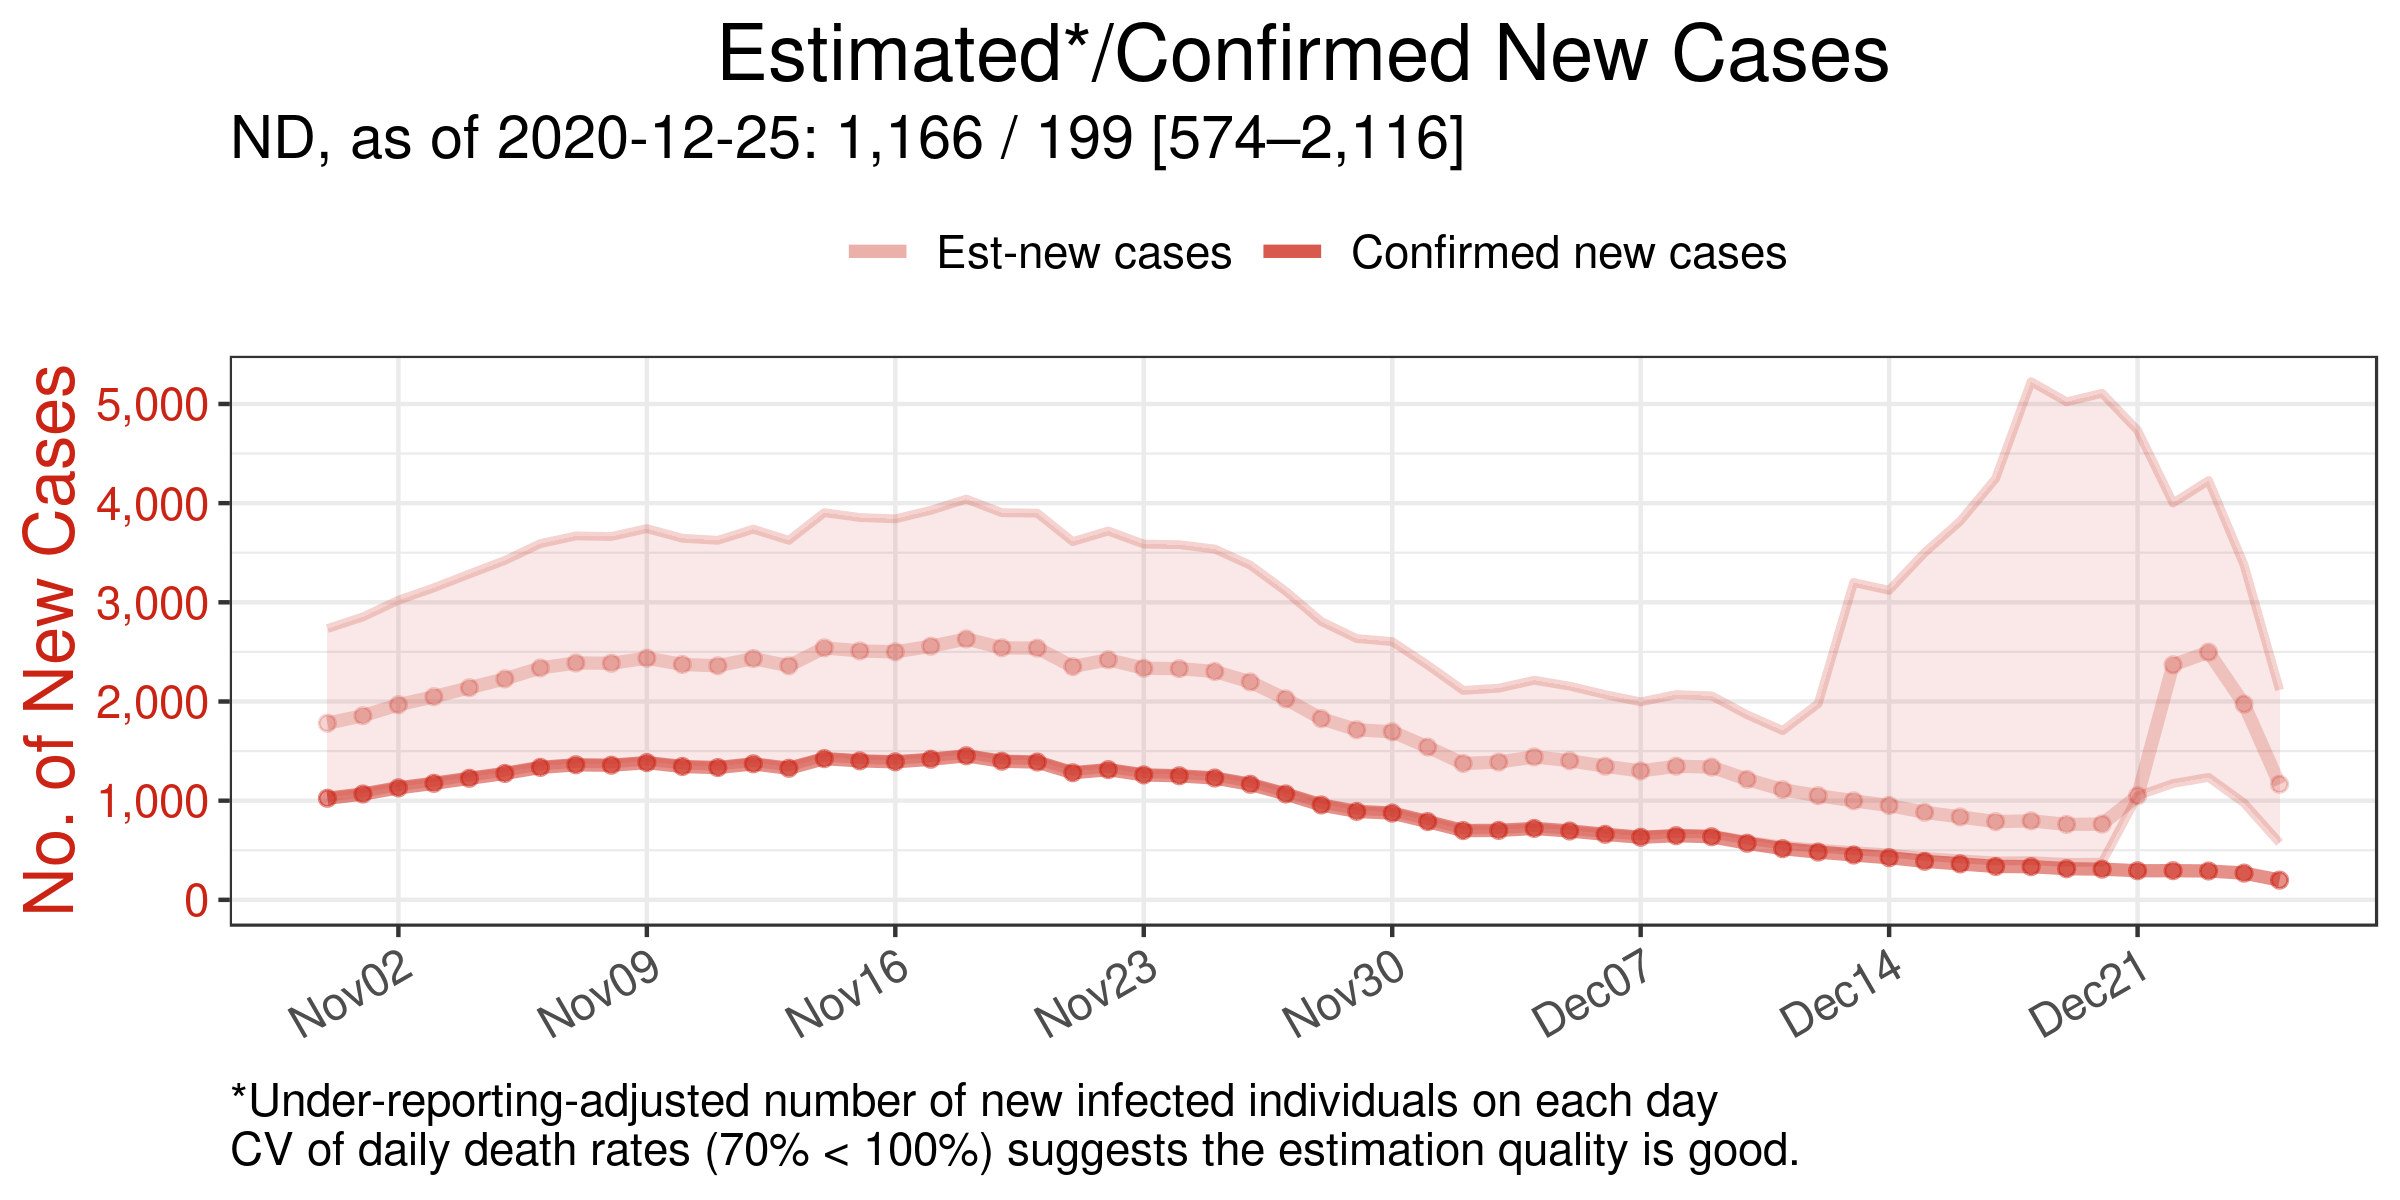 Estimated*/Confirmed New Cases
ND, as of 2020-12-25: 1,166 / 199 [574–2,116]
Est-new cases Confirmed new cases
No. of New Cases
5,000
4,000
3,000
2,000
1,000
0
Nov02 Nov09 Nov16 Nov23 Nov30 Dec07 Dec14 Dec21
*Under-reporting-adjusted number of new infected individuals on each day
CV of daily death rates (70% < 100%) suggests the estimation quality is good.